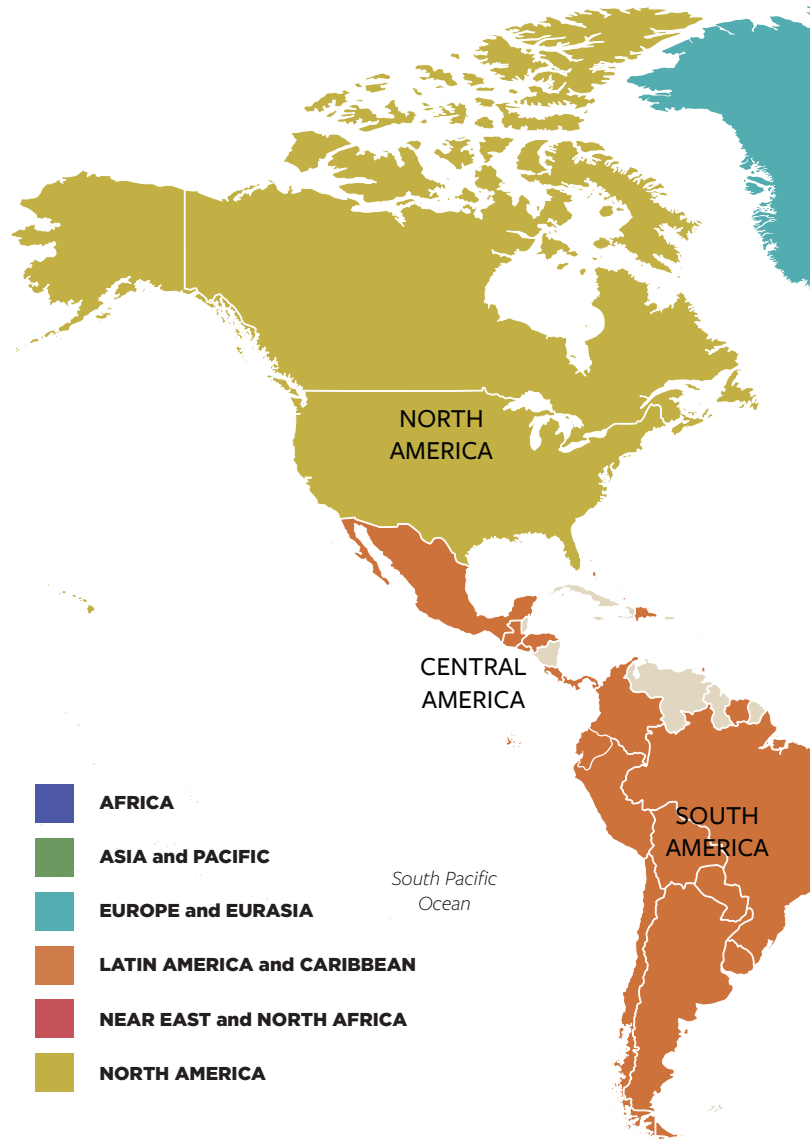 NORTH
AMERICA
CENTRAL
AMERICA
SOUTH
AMERICA
South Pacific
Ocean
AFRICA
ASIA and PACIFIC
EUROPE and EURASIA
LATIN AMERICA and CARIBBEAN
NEAR EAST and NORTH AFRICA
NORTH AMERICA